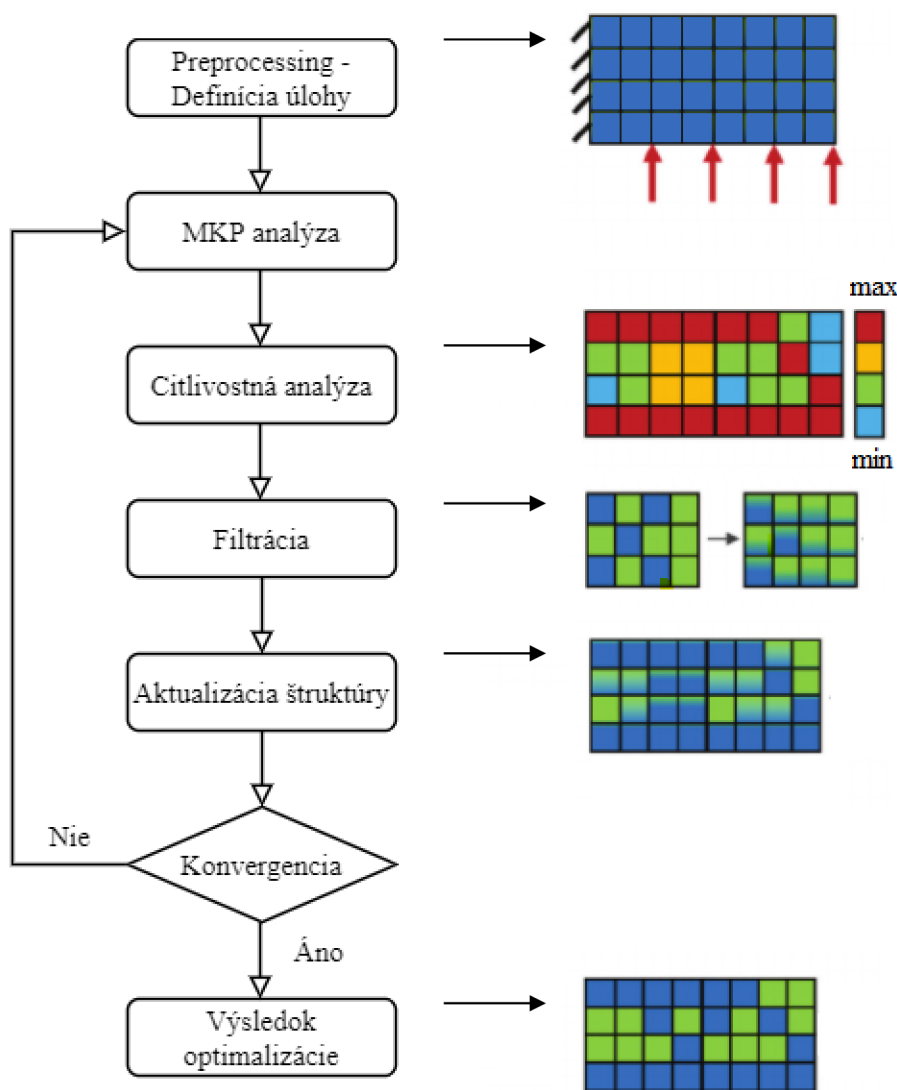 Preprocessing -
Definícia úlohy
MKP analýza
max
Citlivostná analýza
min
Filtrácia
Aktualizácia štruktúry
Nie
Konvergencia
Áno
Výsledok
optimalizácie